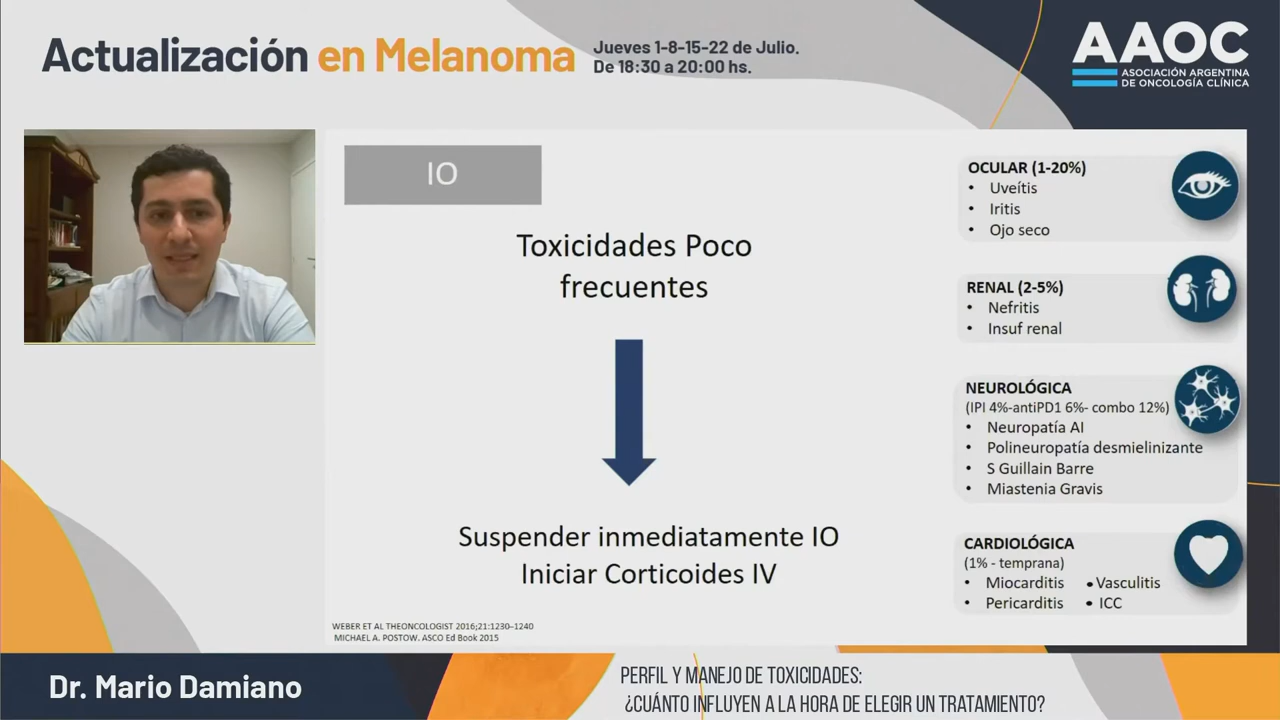 Actualización en Melanoma
Jueves 1-8-15-22 de Julio.
De 18:30 a 20:00 hs.
AAOC
ASOCIACIÓN ARGENTINA
DE ONCOLOGÍA CLÍNICA
IO
Toxicidades Poco
frecuentes
Suspender inmediatamente IO
Iniciar Corticoides IV
WEBER ET AL THEONCOLOGIST 2016;21:1230–1240
MICHAEL A. POSTOW. ASCO Ed Book 2015
OCULAR (1-20%)
• Uveítis
• Iritis
• Ojo seco
RENAL (2-5%)
• Nefritis
• Insuf renal
NEUROLÓGICA
(IPI 4%-antiPD1 6%- combo 12%)
• Neuropatía AI
• Polineuropatía desmielinizante
• S Guillain Barre
• Miastenia Gravis
CARDIOLÓGICA
(1% - temprana)
• Miocarditis • Vasculitis
• Pericarditis • ICC
Dr. Mario Damiano
PERFIL Y MANEJO DE TOXICIDADES:
¿CUÁNTO INFLUYEN A LA HORA DE ELEGIR UN TRATAMIENTO?